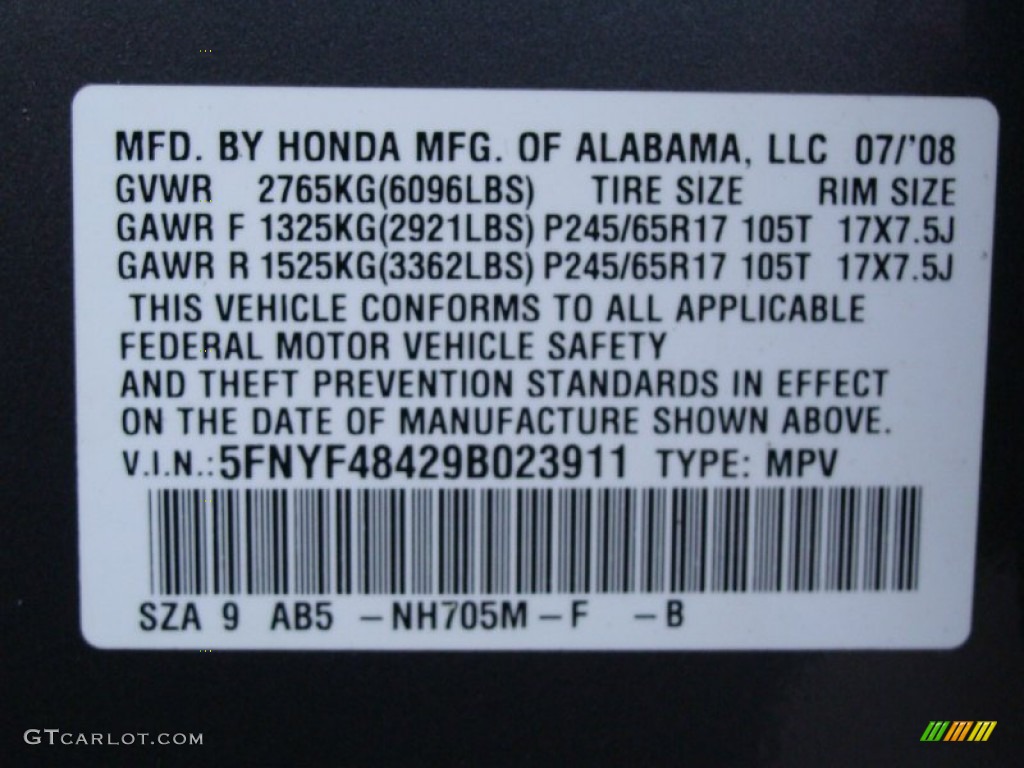 MFD. BY HONDA MFG. OF ALABAMA, LLC 07/'08
GVWR 2765KG(6096LBS) TIRE SIZE RIM SIZE
GAWR F 1325KG(2921LBS) P245/65R17 105T 17X7.5J
GAWR R 1525KG(3362LBS) P245/65R17 105T 17X7.5J
THIS VEHICLE CONFORMS TO ALL APPLICABLE
FEDERAL MOTOR VEHICLE SAFETY
AND THEFT PREVENTION STANDARDS IN EFFECT
ON THE DATE OF MANUFACTURE SHOWN ABOVE.
V.I.N.: 5FNYF48429B023911 TYPE: MPV
SZA 9 AB5 –NH705M–F –B
GTCARLOT.COM